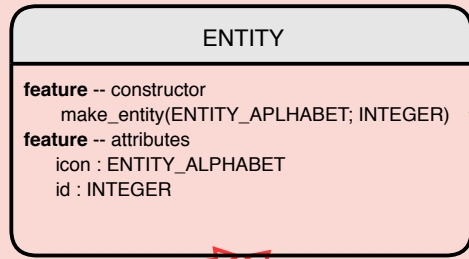 ENTITY
feature -- constructor
make_entity(ENTITY_APLHABET; INTEGER)
feature -- attributes
icon : ENTITY_ALPHABET
id : INTEGER